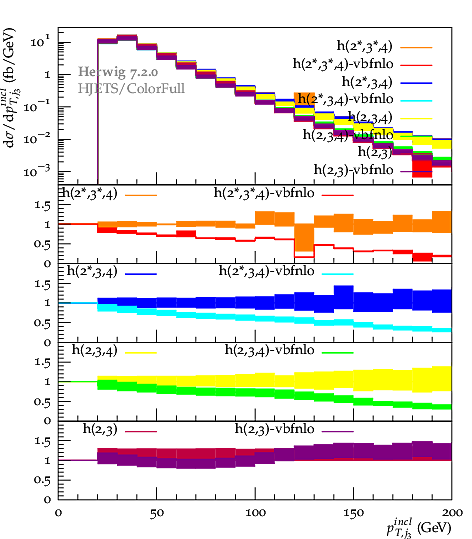 dσ/dp_{T,j_3}^{incl} (fb/GeV)
10^1
1
10^{-1}
10^{-2}
10^{-3}
Herwig 7.2.0
HJETS/ColorFull
h(2*,3*,4)
h(2*,3*,4)-vbfnlo
h(2*,3,4)
h(2*,3,4)-vbfnlo
h(2,3,4)
h(2,3,4)-vbfnlo
h(2,3)
h(2,3)-vbfnlo
h(2*,3*,4) h(2*,3*,4)-vbfnlo
1.5
1
0.5
0
h(2*,3,4) h(2*,3,4)-vbfnlo
1.5
1
0.5
0
h(2,3,4) h(2,3,4)-vbfnlo
1.5
1
0.5
0
h(2,3) h(2,3)-vbfnlo
1.5
1
0.5
0
0 50 100 150 200
p_{T,j_3}^{incl} (GeV)